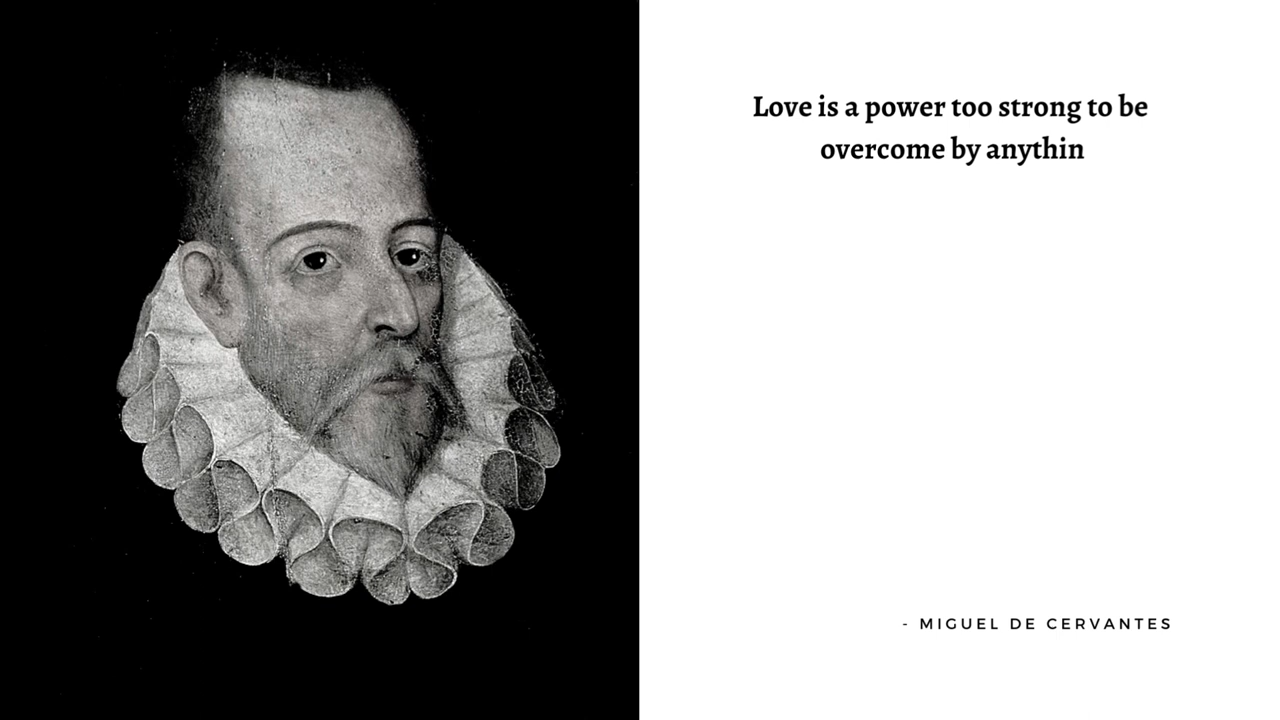 Love is a power too strong to be
overcome by anythin
- MIGUEL DE CERVANTES